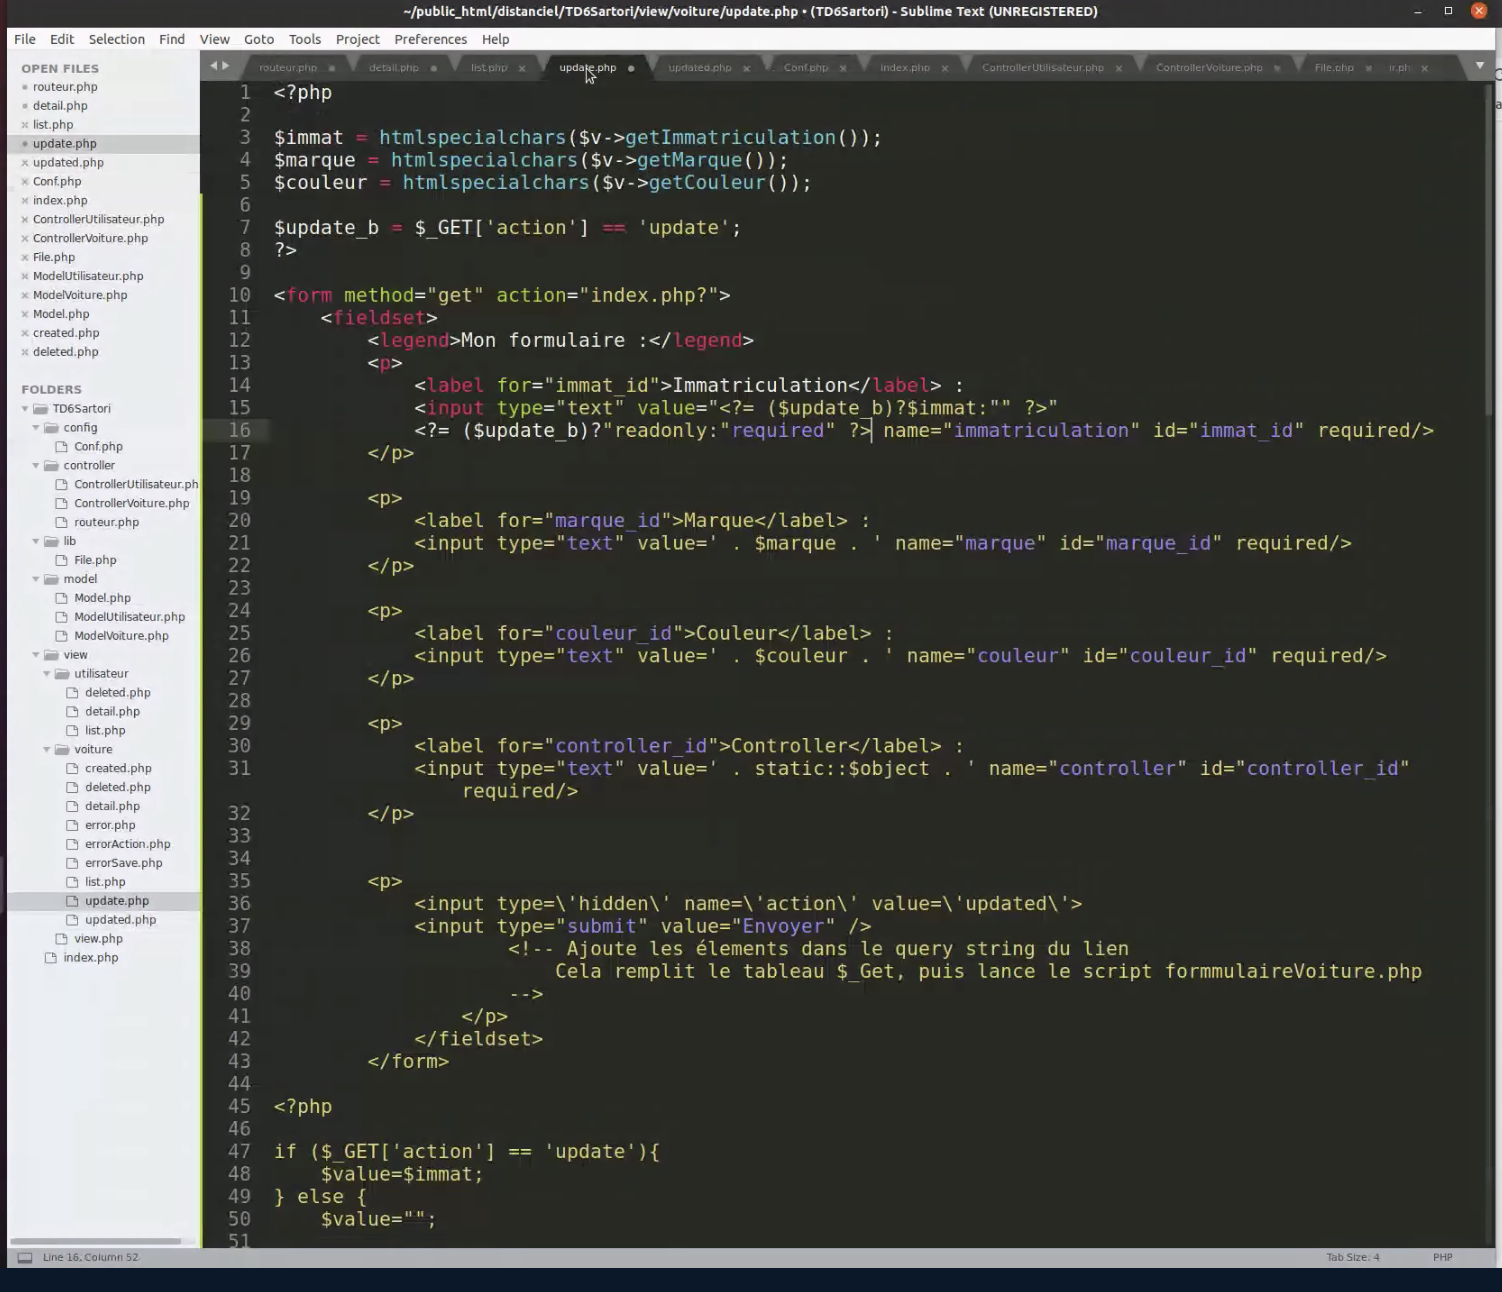 ~/public_html/distanciel/TD6Sartori/view/voiture/update.php • (TD6Sartori) - Sublime Text (UNREGISTERED)
File Edit Selection Find View Goto Tools Project Preferences Help
OPEN FILES
routeur.php
detail.php
list.php
update.php
updated.php
Conf.php
index.php
ControllerUtilisateur.php
ControllerVoiture.php
File.php
ModelUtilisateur.php
ModelVoiture.php
Model.php
created.php
deleted.php
FOLDERS
TD6Sartori
config
Conf.php
controller
ControllerUtilisateur.ph
ControllerVoiture.php
routeur.php
lib
File.php
model
Model.php
ModelUtilisateur.php
ModelVoiture.php
view
utilisateur
deleted.php
detail.php
list.php
voiture
created.php
deleted.php
detail.php
error.php
errorAction.php
errorSave.php
list.php
update.php
updated.php
view.php
index.php
routeur.php detail.php list.php update.php updated.php Conf.php index.php ControllerUtilisateur.php ControllerVoiture.php File.php ır.ph
1 <?php
2
3 $immat = htmlspecialchars($v->getImmatriculation());
4 $marque = htmlspecialchars($v->getMarque());
5 $couleur = htmlspecialchars($v->getCouleur());
6
7 $update_b = $_GET['action'] == 'update';
8 ?>
9
10 <form method="get" action="index.php?">
11 <fieldset>
12 <legend>Mon formulaire :</legend>
13 <p>
14 <label for="immat_id">Immatriculation</label> :
15 <input type="text" value="<?= ($update_b)?$immat:"" ?>"
16 <?= ($update_b)?"readonly:"required" ?> name="immatriculation" id="immat_id" required/>
17 </p>
18
19 <p>
20 <label for="marque_id">Marque</label> :
21 <input type="text" value=' . $marque . ' name="marque" id="marque_id" required/>
22 </p>
23
24 <p>
25 <label for="couleur_id">Couleur</label> :
26 <input type="text" value=' . $couleur . ' name="couleur" id="couleur_id" required/>
27 </p>
28
29 <p>
30 <label for="controller_id">Controller</label> :
31 <input type="text" value=' . static::$object . ' name="controller" id="controller_id"
required/>
32 </p>
33
34
35 <p>
36 <input type=\'hidden\' name=\'action\' value=\'updated\'>
37 <input type="submit" value="Envoyer" />
38 <!-- Ajoute les élements dans le query string du lien
39 Cela remplit le tableau $_Get, puis lance le script formmulaireVoiture.php
40 -->
41 </p>
42 </fieldset>
43 </form>
44
45 <?php
46
47 if ($_GET['action'] == 'update'){
48 $value=$immat;
49 } else {
50 $value="";
51
Line 16, Column 52
Tab Size: 4
PHP